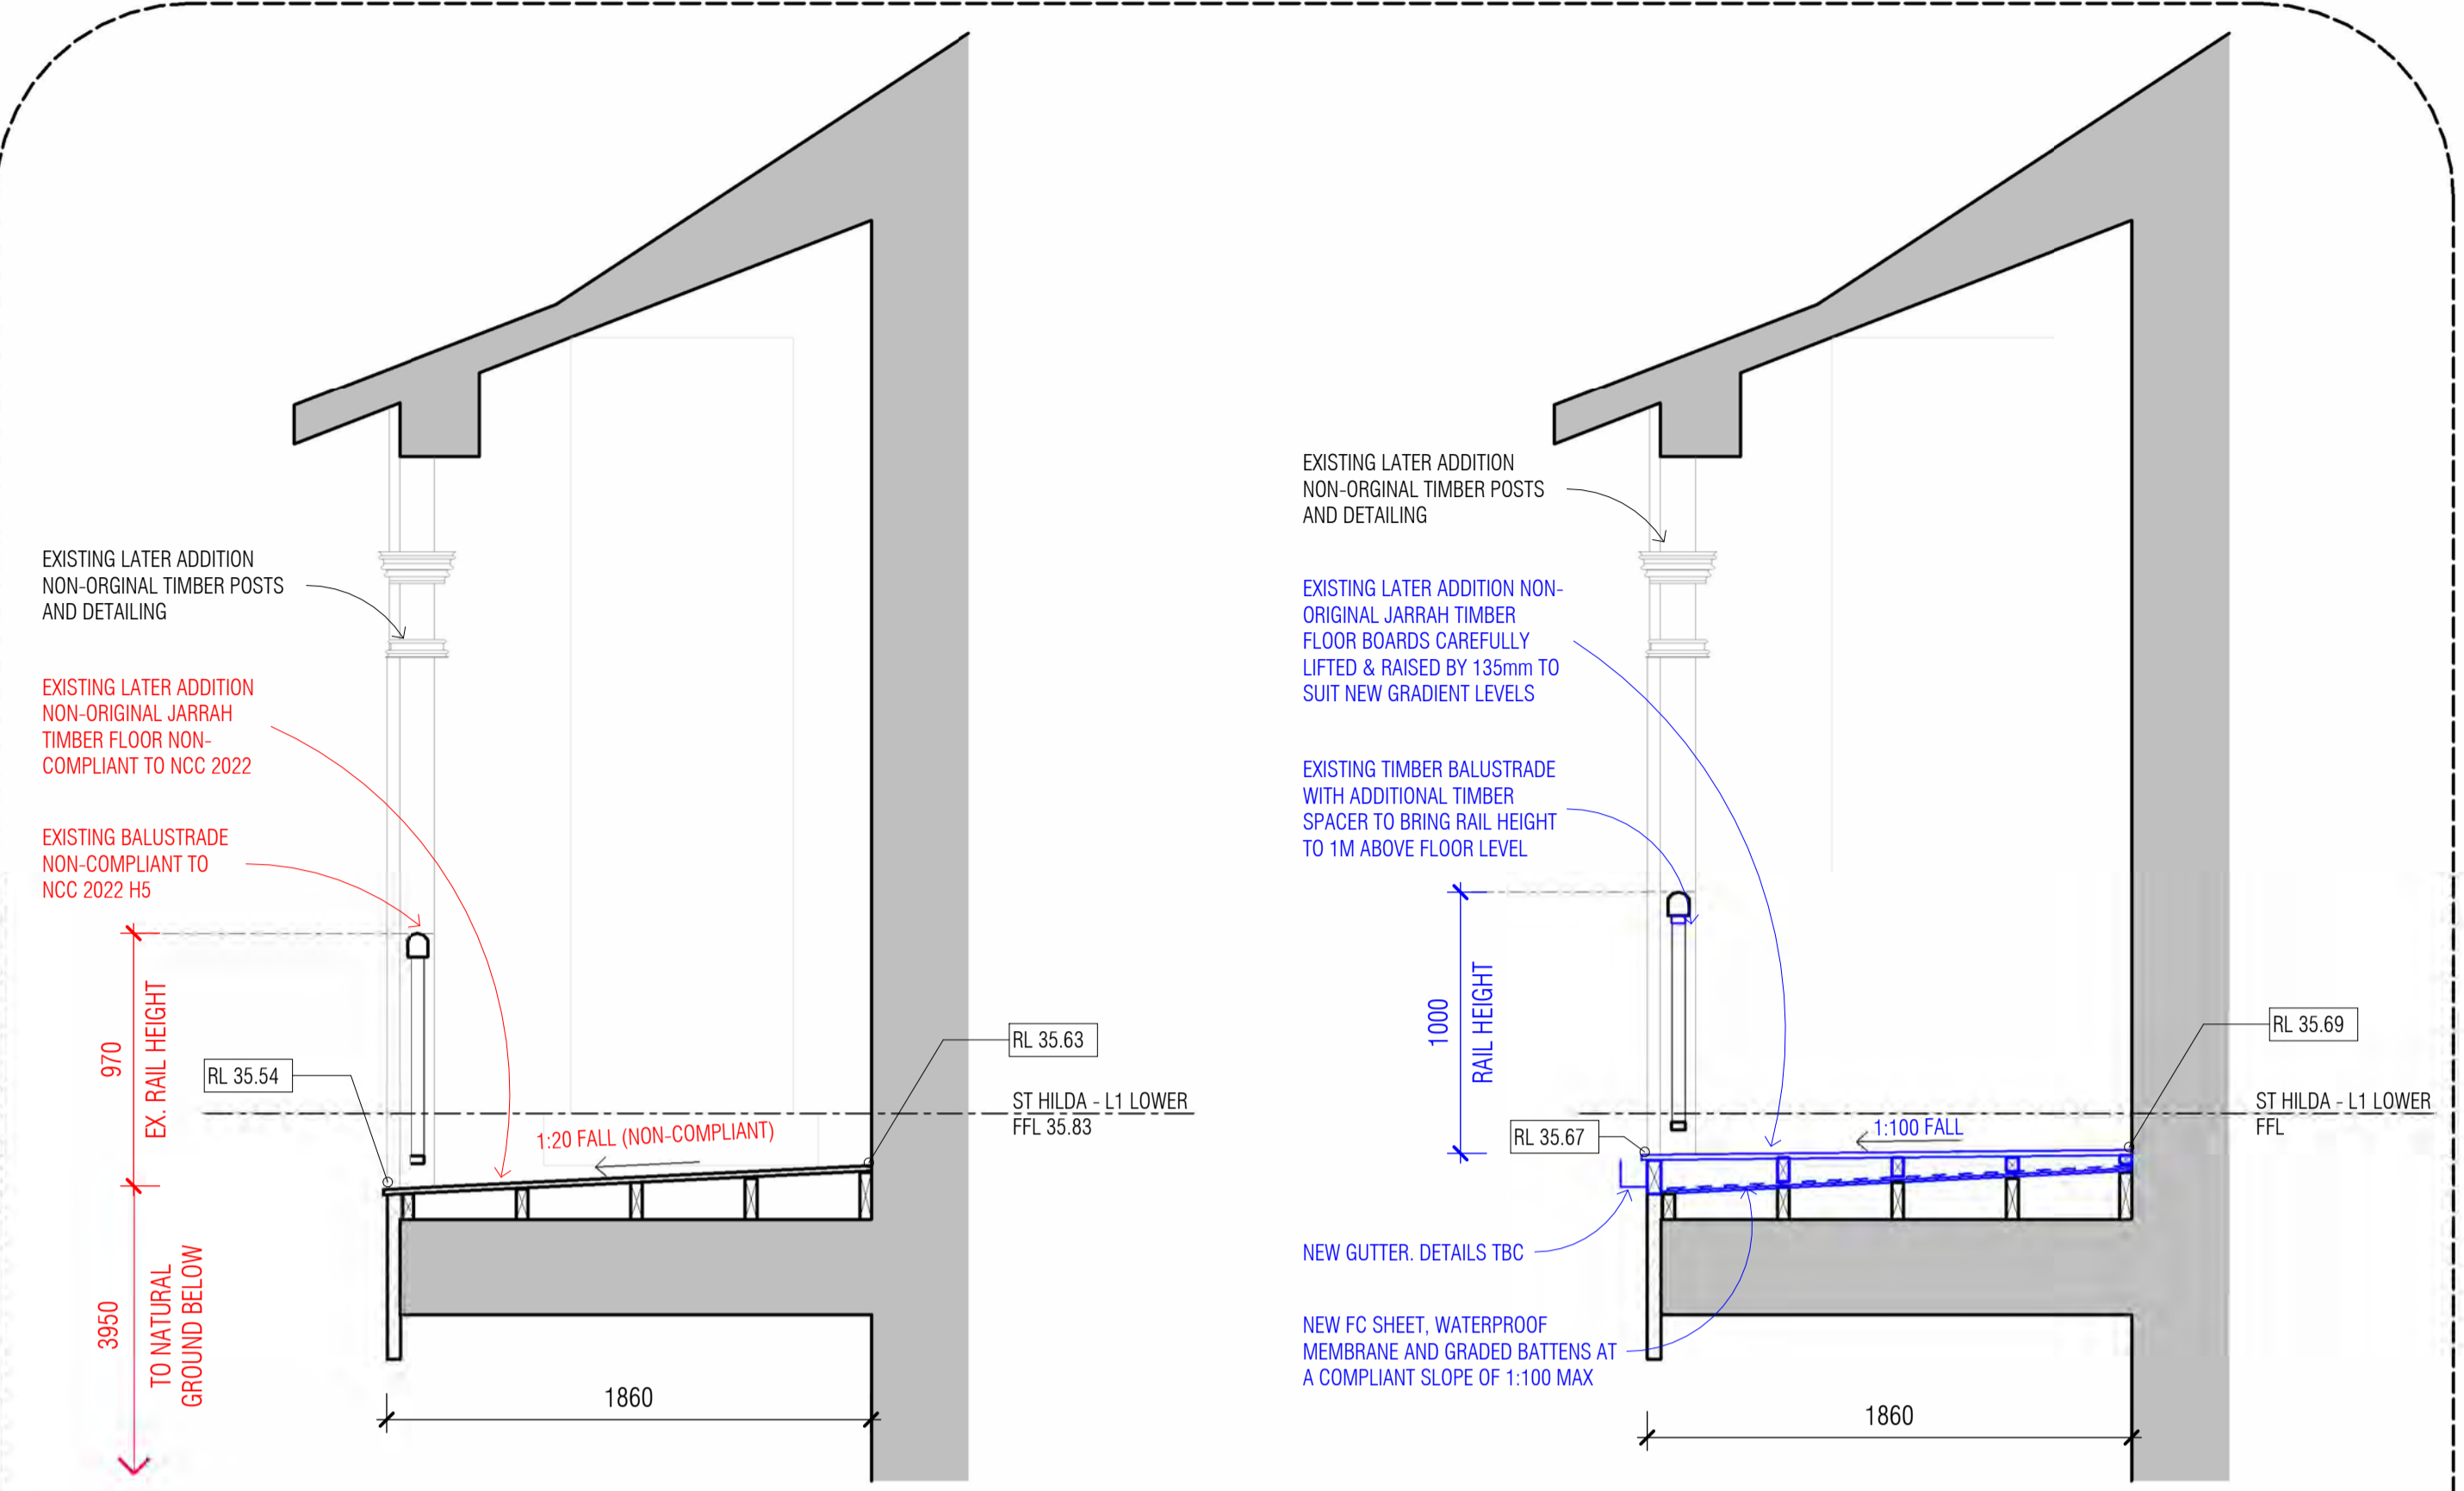 EXISTING LATER ADDITION
NON-ORGINAL TIMBER POSTS
AND DETAILING
EXISTING LATER ADDITION
NON-ORIGINAL JARRAH
TIMBER FLOOR NON-
COMPLIANT TO NCC 2022
EXISTING BALUSTRADE
NON-COMPLIANT TO
NCC 2022 H5
970
EX. RAIL HEIGHT
RL 35.54
RL 35.63
ST HILDA - L1 LOWER
FFL 35.83
1:20 FALL (NON-COMPLIANT)
3950
TO NATURAL
GROUND BELOW
1860
EXISTING LATER ADDITION
NON-ORGINAL TIMBER POSTS
AND DETAILING
EXISTING LATER ADDITION NON-
ORIGINAL JARRAH TIMBER
FLOOR BOARDS CAREFULLY
LIFTED & RAISED BY 135mm TO
SUIT NEW GRADIENT LEVELS
EXISTING TIMBER BALUSTRADE
WITH ADDITIONAL TIMBER
SPACER TO BRING RAIL HEIGHT
TO 1M ABOVE FLOOR LEVEL
1000
RAIL HEIGHT
RL 35.67
RL 35.69
ST HILDA - L1 LOWER
FFL
1:100 FALL
NEW GUTTER. DETAILS TBC
NEW FC SHEET, WATERPROOF
MEMBRANE AND GRADED BATTENS AT
A COMPLIANT SLOPE OF 1:100 MAX
1860